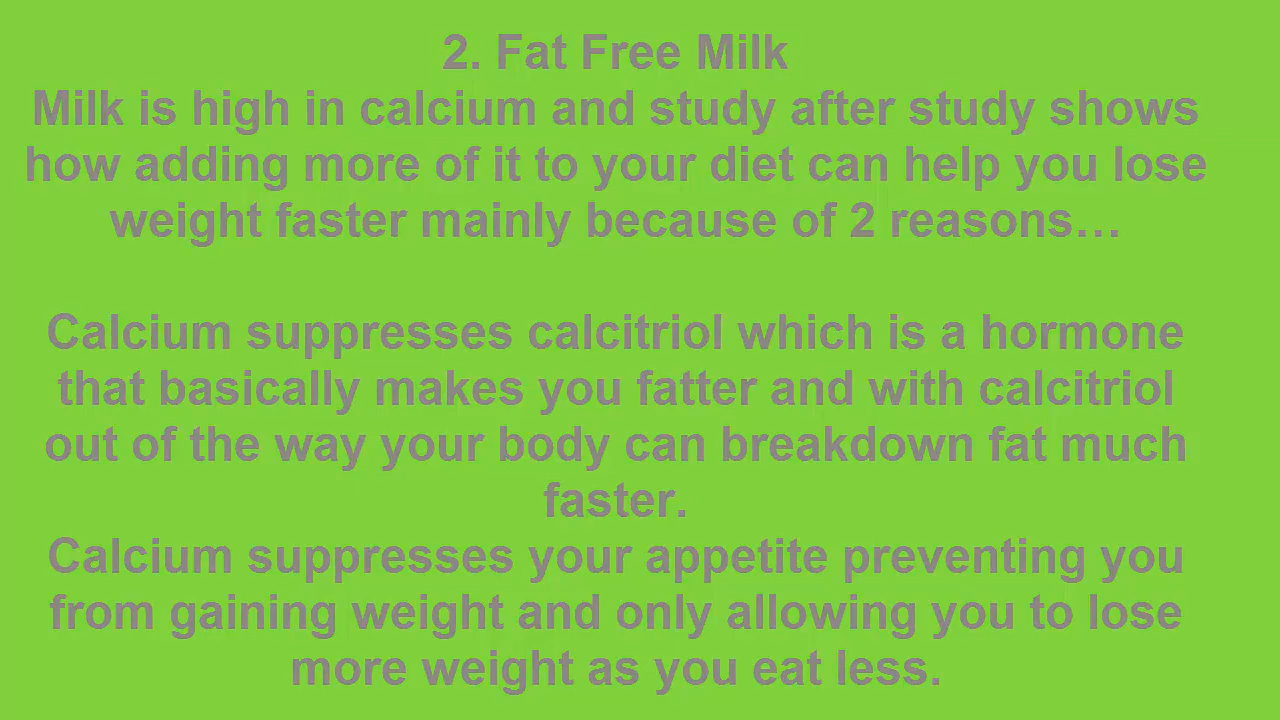 2. Fat Free Milk
Milk is high in calcium and study after study shows
how adding more of it to your diet can help you lose
weight faster mainly because of 2 reasons…
Calcium suppresses calcitriol which is a hormone
that basically makes you fatter and with calcitriol
out of the way your body can breakdown fat much
faster.
Calcium suppresses your appetite preventing you
from gaining weight and only allowing you to lose
more weight as you eat less.